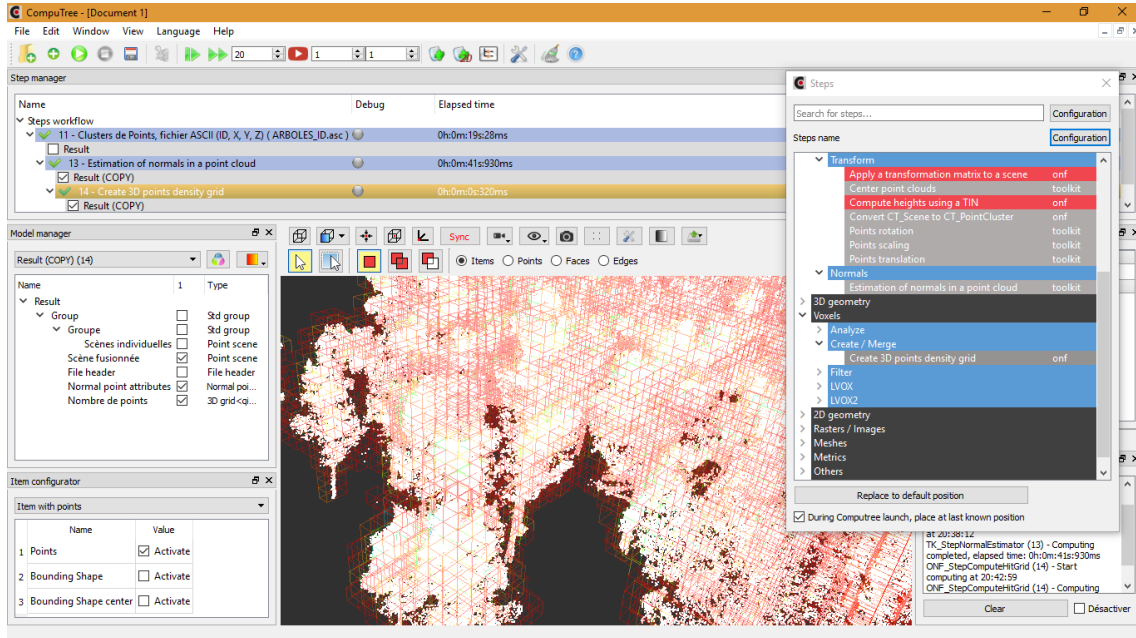 CompuTree - [Document 1]
File Edit Window View Language Help
20 1 1
Step manager
Name Debug Elapsed time
Steps workflow
11 - Clusters de Points, fichier ASCII (ID, X, Y, Z) ( ARBOLES_ID.asc ) 0h:0m:19s:28ms
Result
13 - Estimation of normals in a point cloud 0h:0m:41s:930ms
Result (COPY)
14 - Create 3D points density grid 0h:0m:0s:320ms
Result (COPY)
Model manager
Result (COPY) (14)
Name 1 Type
Result
Group Std group
Groupe Std group
Scènes individuelles Point scene
Scène fusionnée Point scene
File header File header
Normal point attributes Normal poi...
Nombre de points 3D grid<qi...
Item configurator
Item with points
Name Value
1 Points Activate
2 Bounding Shape Activate
3 Bounding Shape center Activate
Sync
Items Points Faces Edges
Steps
Search for steps... Configuration
Steps name Configuration
Transform
Apply a transformation matrix to a scene onf
Center point clouds toolkit
Compute heights using a TIN onf
Convert CT_Scene to CT_PointCluster onf
Points rotation toolkit
Points scaling toolkit
Points translation toolkit
Normals
Estimation of normals in a point cloud toolkit
3D geometry
Voxels
Analyze
Create / Merge
Create 3D points density grid onf
Filter
LVOX
LVOX2
2D geometry
Rasters / Images
Meshes
Metrics
Others
Replace to default position
During Computree launch, place at last known position
at 20:38:12
TK_StepNormalEstimator (13) - Computing
completed, elapsed time: 0h:0m:41s:930ms
ONF_StepComputeHitGrid (14) - Start
computing at 20:42:59
ONF_StepComputeHitGrid (14) - Computing
Clear Désactiver